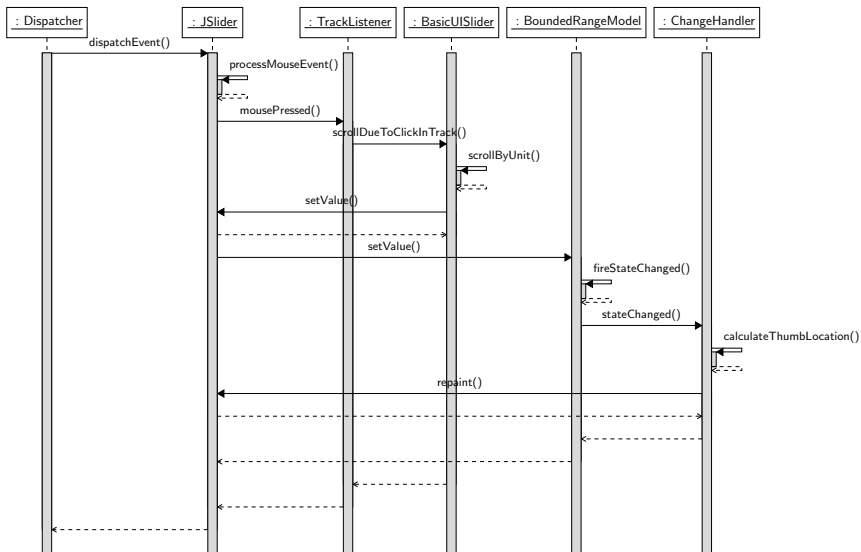 : Dispatcher
: JSlider
: TrackListener
: BasicUISlider
: BoundedRangeModel
: ChangeHandler
dispatchEvent()
processMouseEvent()
mousePressed()
scrollDueToClickInTrack()
scrollByUnit()
setValue()
setValue()
fireStateChanged()
stateChanged()
calculateThumbLocation()
repaint()